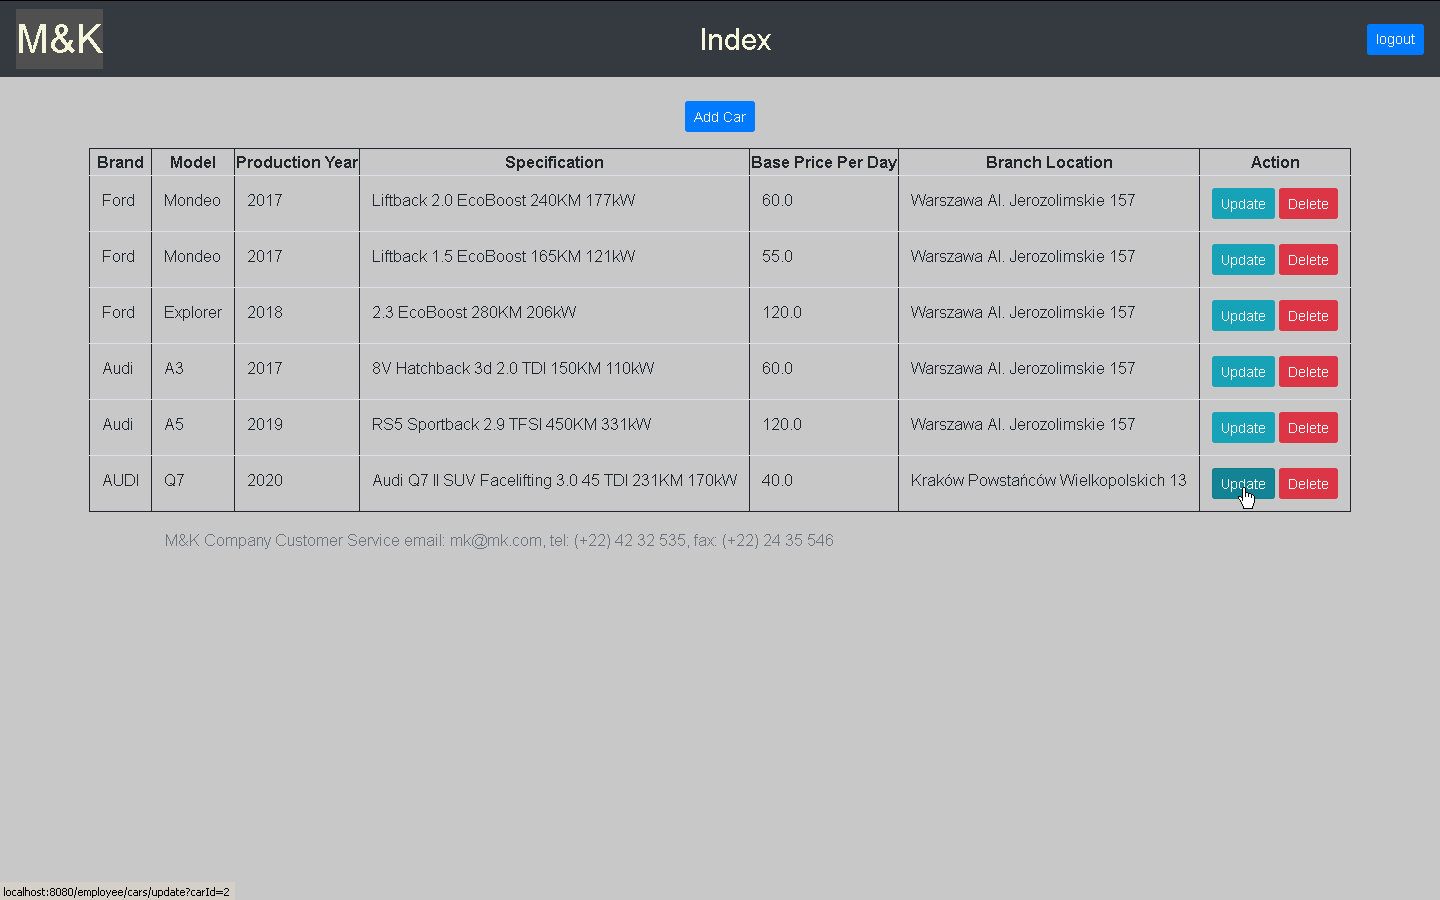 M&K
Index
logout
Add Car
Brand Model Production Year Specification Base Price Per Day Branch Location Action
Ford Mondeo 2017 Liftback 2.0 EcoBoost 240KM 177kW 60.0 Warszawa Al. Jerozolimskie 157 Update Delete
Ford Mondeo 2017 Liftback 1.5 EcoBoost 165KM 121kW 55.0 Warszawa Al. Jerozolimskie 157 Update Delete
Ford Explorer 2018 2.3 EcoBoost 280KM 206kW 120.0 Warszawa Al. Jerozolimskie 157 Update Delete
Audi A3 2017 8V Hatchback 3d 2.0 TDI 150KM 110kW 60.0 Warszawa Al. Jerozolimskie 157 Update Delete
Audi A5 2019 RS5 Sportback 2.9 TFSI 450KM 331kW 120.0 Warszawa Al. Jerozolimskie 157 Update Delete
AUDI Q7 2020 Audi Q7 II SUV Facelifting 3.0 45 TDI 231KM 170kW 40.0 Kraków Powstańców Wielkopolskich 13 Update Delete
M&K Company Customer Service email: mk@mk.com, tel: (+22) 42 32 535, fax: (+22) 24 35 546
localhost:8080/employee/cars/update?carId=2